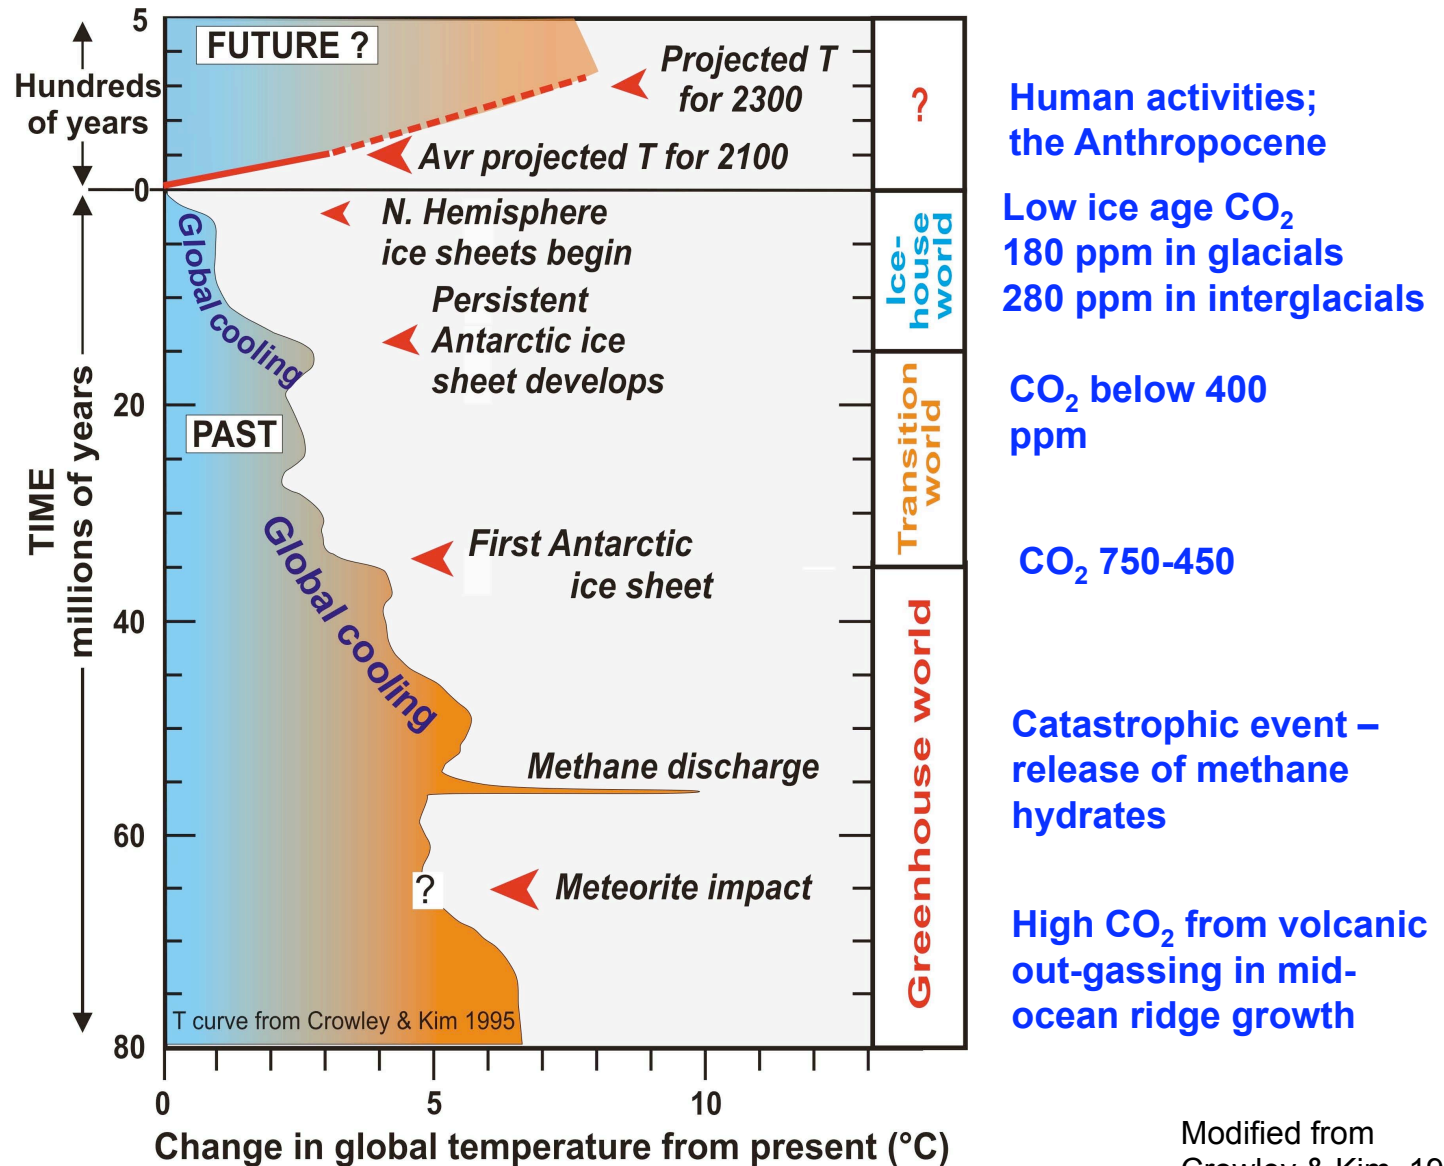 5
FUTURE ?
Hundreds
of years
Projected T
for 2300
Avr projected T for 2100
?
Human activities;
the Anthropocene
0
N. Hemisphere
ice sheets begin
Persistent
Antarctic ice
sheet develops
Global cooling
Ice-
house
world
Low ice age CO₂
180 ppm in glacials
280 ppm in interglacials
20
PAST
TIME
millions of years
Transition
world
CO₂ below 400
ppm
First Antarctic
ice sheet
Global cooling
CO₂ 750-450
40
Methane discharge
Greenhouse world
Catastrophic event –
release of methane
hydrates
60
?
Meteorite impact
High CO₂ from volcanic
out-gassing in mid-
ocean ridge growth
T curve from Crowley & Kim 1995
80
0
5
10
Change in global temperature from present (°C)
Modified from
Crowley & Kim, 19